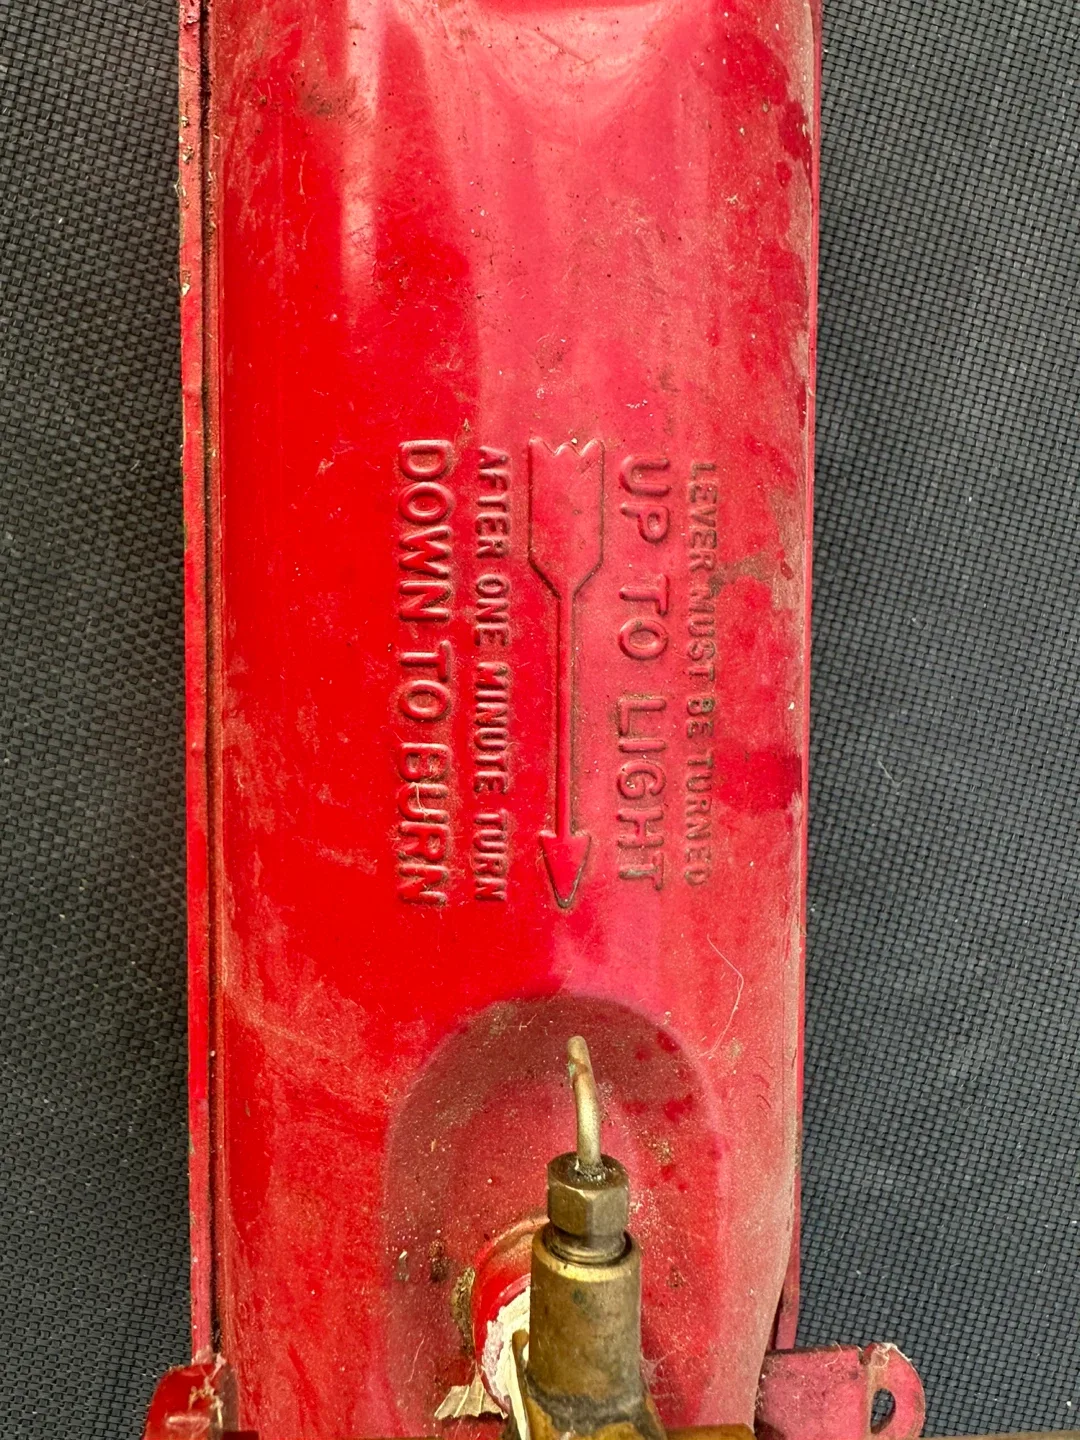 LEVER MUST BE TURNED
UP TO LIGHT
AFTER ONE MINUTE TURN
DOWN TO BURN